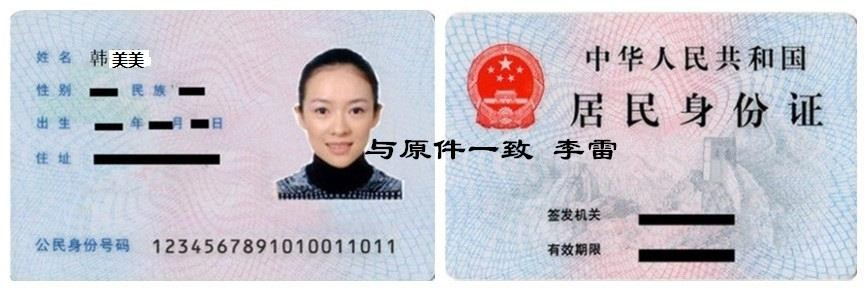 姓名 韩美美
性别 民族
出生 年 月 日
住址
公民身份号码 1234567891010011011
中华人民共和国
居民身份证
与原件一致 李雷
签发机关
有效期限